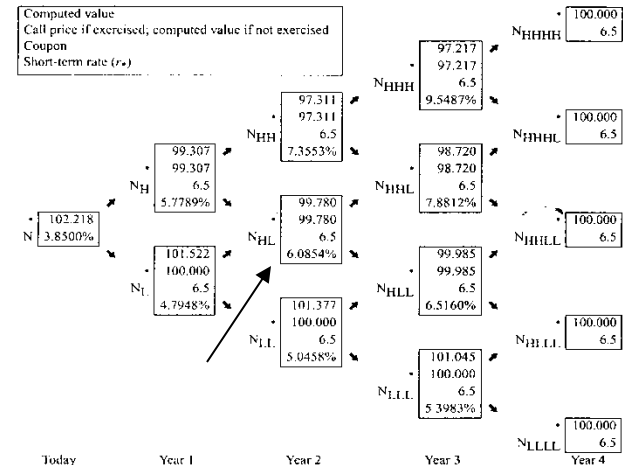 Computed value
Call price if exercised; computed value if not exercised
Coupon
Short-term rate (r*)
100.000
6.5
NHHHH
97.217
97.217
6.5
9.5487%
NHHH
97.311
97.311
6.5
7.3553%
NHH
100.000
6.5
NHHHL
99.307
99.307
6.5
5.7789%
NH
98.720
98.720
6.5
7.8812%
NHHL
102.218
3.8500%
N
99.780
99.780
6.5
6.0854%
NHL
100.000
6.5
NHHLL
101.522
100.000
6.5
4.7948%
NL
99.985
99.985
6.5
6.5160%
NHLL
101.377
100.000
6.5
5.0458%
NLL
100.000
6.5
NHLLL
101.045
100.000
6.5
5.3983%
NLLL
100.000
6.5
NLLLL
Today Year 1 Year 2 Year 3 Year 4